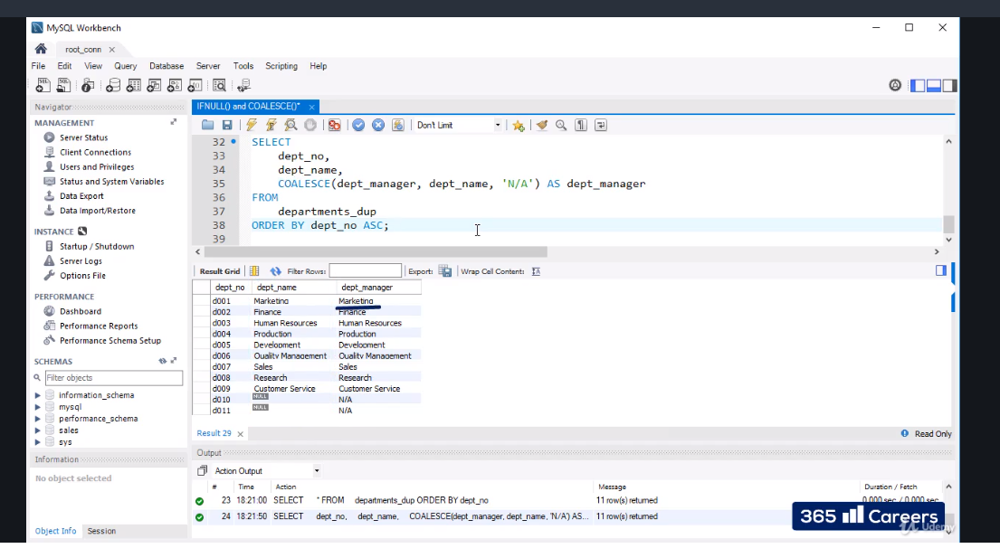 MySQL Workbench
root_conn
File Edit View Query Database Server Tools Scripting Help
Navigator
MANAGEMENT
Server Status
Client Connections
Users and Privileges
Status and System Variables
Data Export
Data Import/Restore
INSTANCE
Startup / Shutdown
Server Logs
Options File
PERFORMANCE
Dashboard
Performance Reports
Performance Schema Setup
SCHEMAS
Filter objects
information_schema
mysql
performance_schema
sales
sys
Information
No object selected
Object Info Session
IFNULL() and COALESCE()*
Don't Limit
32 SELECT
33 dept_no,
34 dept_name,
35 COALESCE(dept_manager, dept_name, 'N/A') AS dept_manager
36 FROM
37 departments_dup
38 ORDER BY dept_no ASC;
39
Result Grid Filter Rows: Export: Wrap Cell Content:
dept_no dept_name dept_manager
d001 Marketing Marketing
d002 Finance Finance
d003 Human Resources Human Resources
d004 Production Production
d005 Development Development
d006 Quality Management Quality Management
d007 Sales Sales
d008 Research Research
d009 Customer Service Customer Service
d010 NULL N/A
d011 NULL N/A
Result 29 Read Only
Output
Action Output
# Time Action Message Duration / Fetch
23 18:21:00 SELECT * FROM departments_dup ORDER BY dept_no 11 row(s) returned 0.000 sec / 0.000 sec
24 18:21:50 SELECT dept_no, dept_name, COALESCE(dept_manager, dept_name, 'N/A') AS... 11 row(s) returned
365 Careers
Udemy